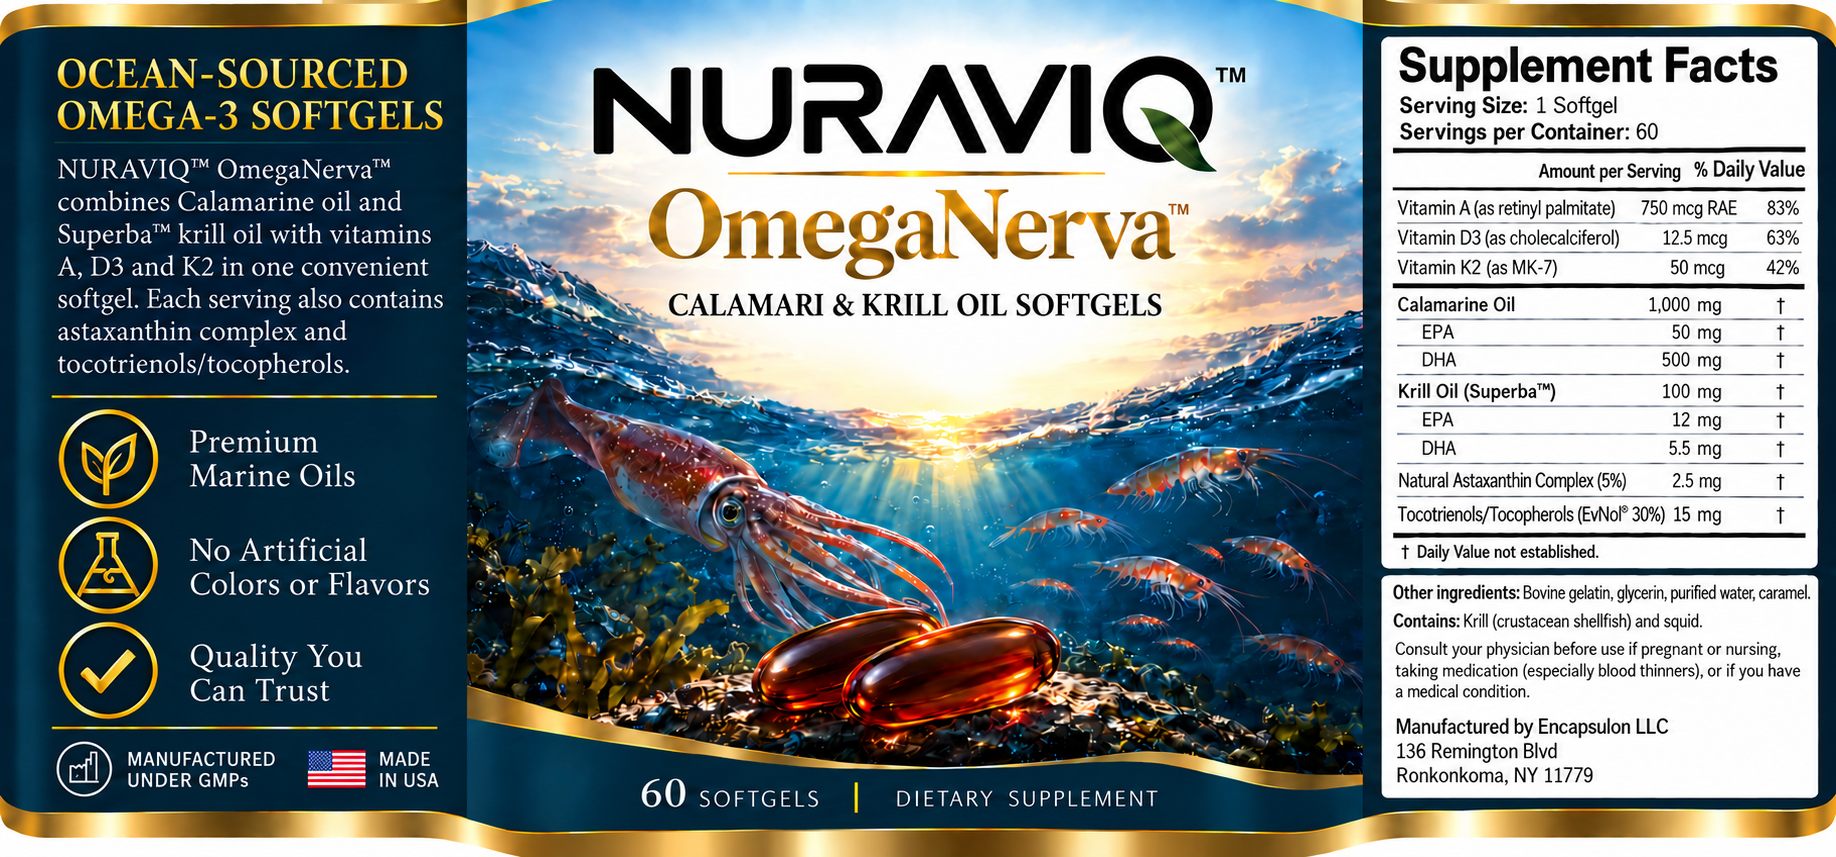 OCEAN-SOURCED
OMEGA-3 SOFTGELS
NURAVIQ™ OmegaNerva™
combines Calamarine oil and
Superba™ krill oil with vitamins
A, D3 and K2 in one convenient
softgel. Each serving also contains
astaxanthin complex and
tocotrienols/tocopherols.
Premium
Marine Oils
No Artificial
Colors or Flavors
Quality You
Can Trust
MANUFACTURED
UNDER GMPs
MADE
IN USA
NURAVIQ™
OmegaNerva™
CALAMARI & KRILL OIL SOFTGELS
60 SOFTGELS | DIETARY SUPPLEMENT
Supplement Facts
Serving Size: 1 Softgel
Servings per Container: 60
Amount per Serving % Daily Value
Vitamin A (as retinyl palmitate) 750 mcg RAE 83%
Vitamin D3 (as cholecalciferol) 12.5 mcg 63%
Vitamin K2 (as MK-7) 50 mcg 42%
Calamarine Oil 1,000 mg †
EPA 50 mg †
DHA 500 mg †
Krill Oil (Superba™) 100 mg †
EPA 12 mg †
DHA 5.5 mg †
Natural Astaxanthin Complex (5%) 2.5 mg †
Tocotrienols/Tocopherols (EvNol® 30%) 15 mg †
† Daily Value not established.
Other ingredients: Bovine gelatin, glycerin, purified water, caramel.
Contains: Krill (crustacean shellfish) and squid.
Consult your physician before use if pregnant or nursing,
taking medication (especially blood thinners), or if you have
a medical condition.
Manufactured by Encapsulon LLC
136 Remington Blvd
Ronkonkoma, NY 11779